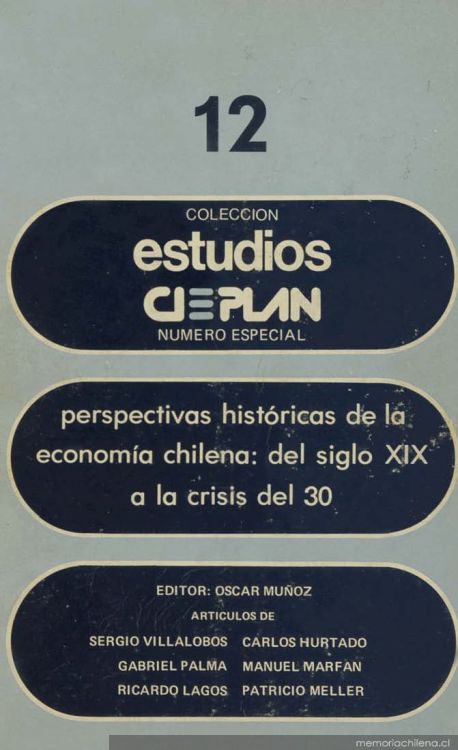 12
COLECCION
estudios
CIEPLAN
NUMERO ESPECIAL
perspectivas históricas de la
economía chilena: del siglo XIX
a la crisis del 30
EDITOR: OSCAR MUÑOZ
ARTICULOS DE
SERGIO VILLALOBOS CARLOS HURTADO
GABRIEL PALMA MANUEL MARFAN
RICARDO LAGOS PATRICIO MELLER
memoriachilena.cl